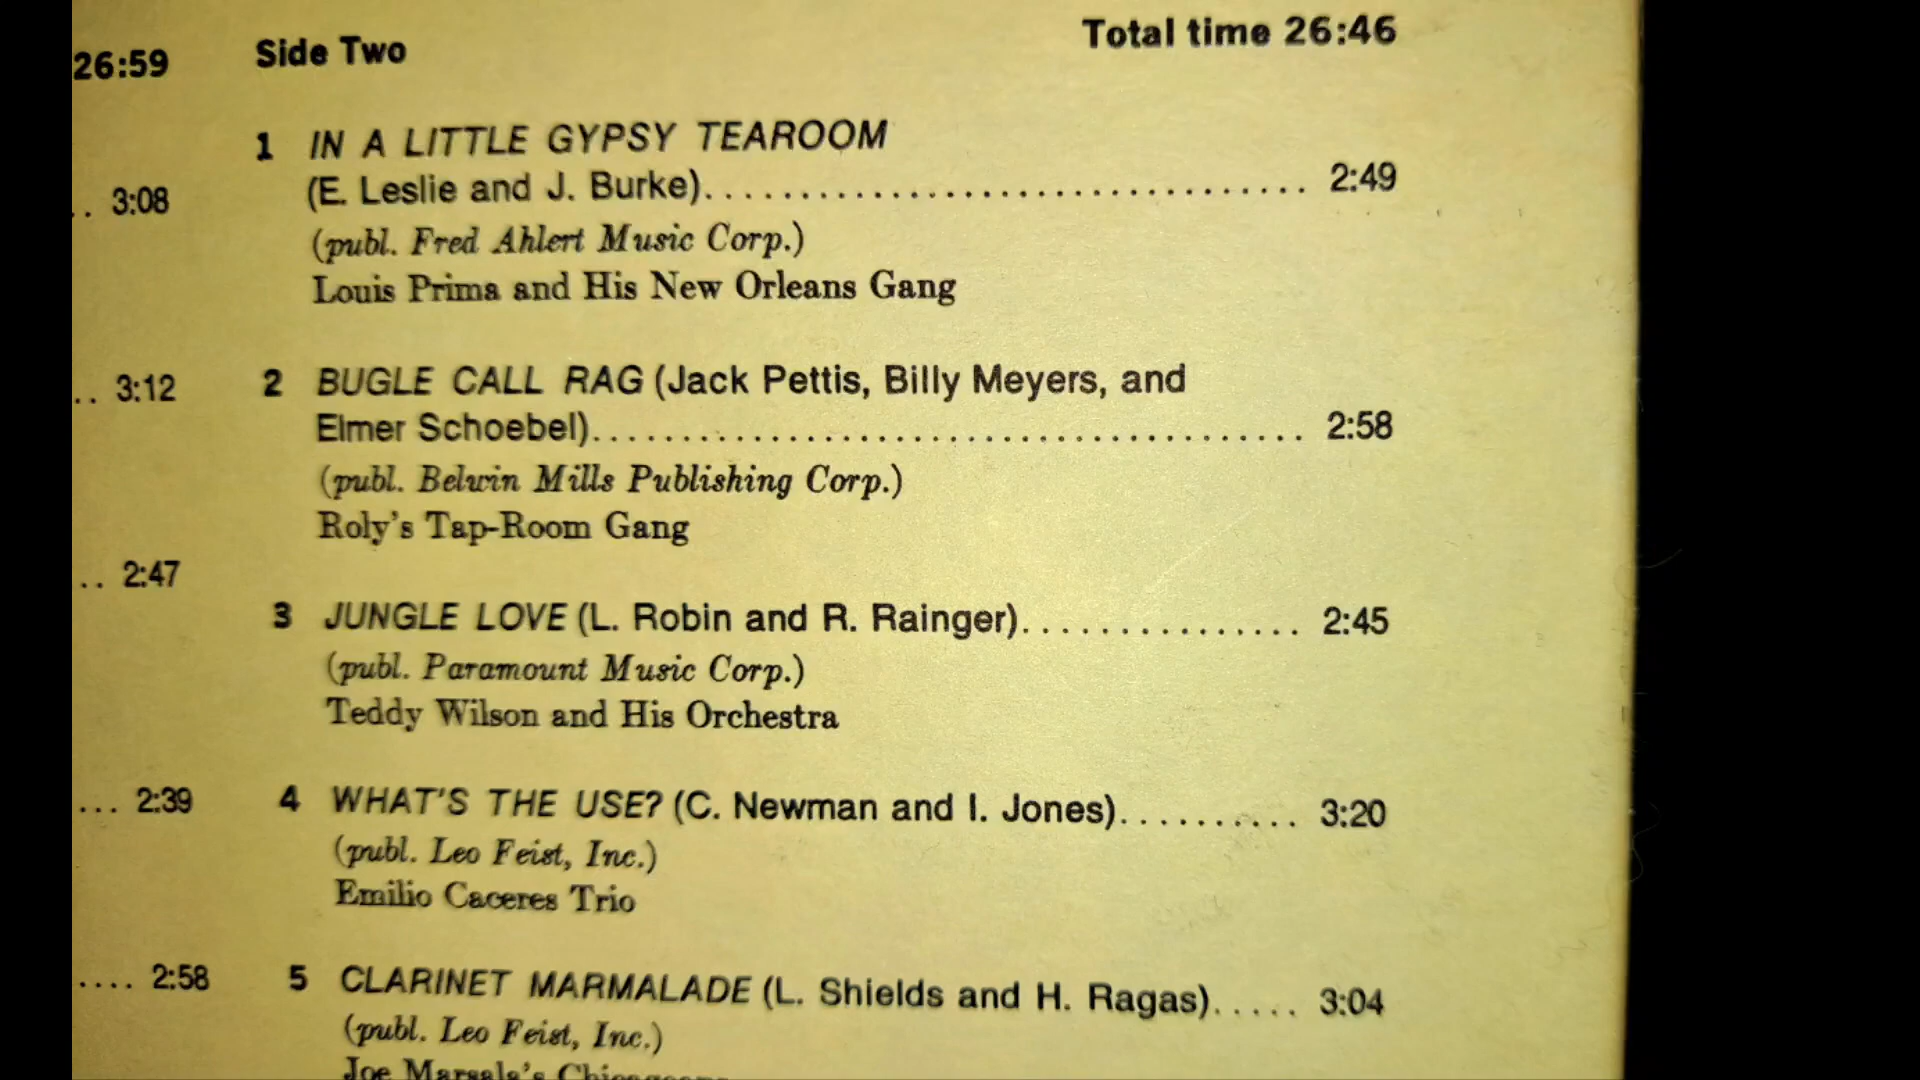 26:59
.. 3:08
.. 3:12
.. 2:47
... 2:39
.... 2:58
Side Two
Total time 26:46
1 IN A LITTLE GYPSY TEAROOM
(E. Leslie and J. Burke)............................... 2:49
(publ. Fred Ahlert Music Corp.)
Louis Prima and His New Orleans Gang
2 BUGLE CALL RAG (Jack Pettis, Billy Meyers, and
Elmer Schoebel).................................... 2:58
(publ. Belwin Mills Publishing Corp.)
Roly's Tap-Room Gang
3 JUNGLE LOVE (L. Robin and R. Rainger)............... 2:45
(publ. Paramount Music Corp.)
Teddy Wilson and His Orchestra
4 WHAT'S THE USE? (C. Newman and I. Jones).......... 3:20
(publ. Leo Feist, Inc.)
Emilio Caceres Trio
5 CLARINET MARMALADE (L. Shields and H. Ragas)..... 3:04
(publ. Leo Feist, Inc.)
Joe Marsala's Chicagoans